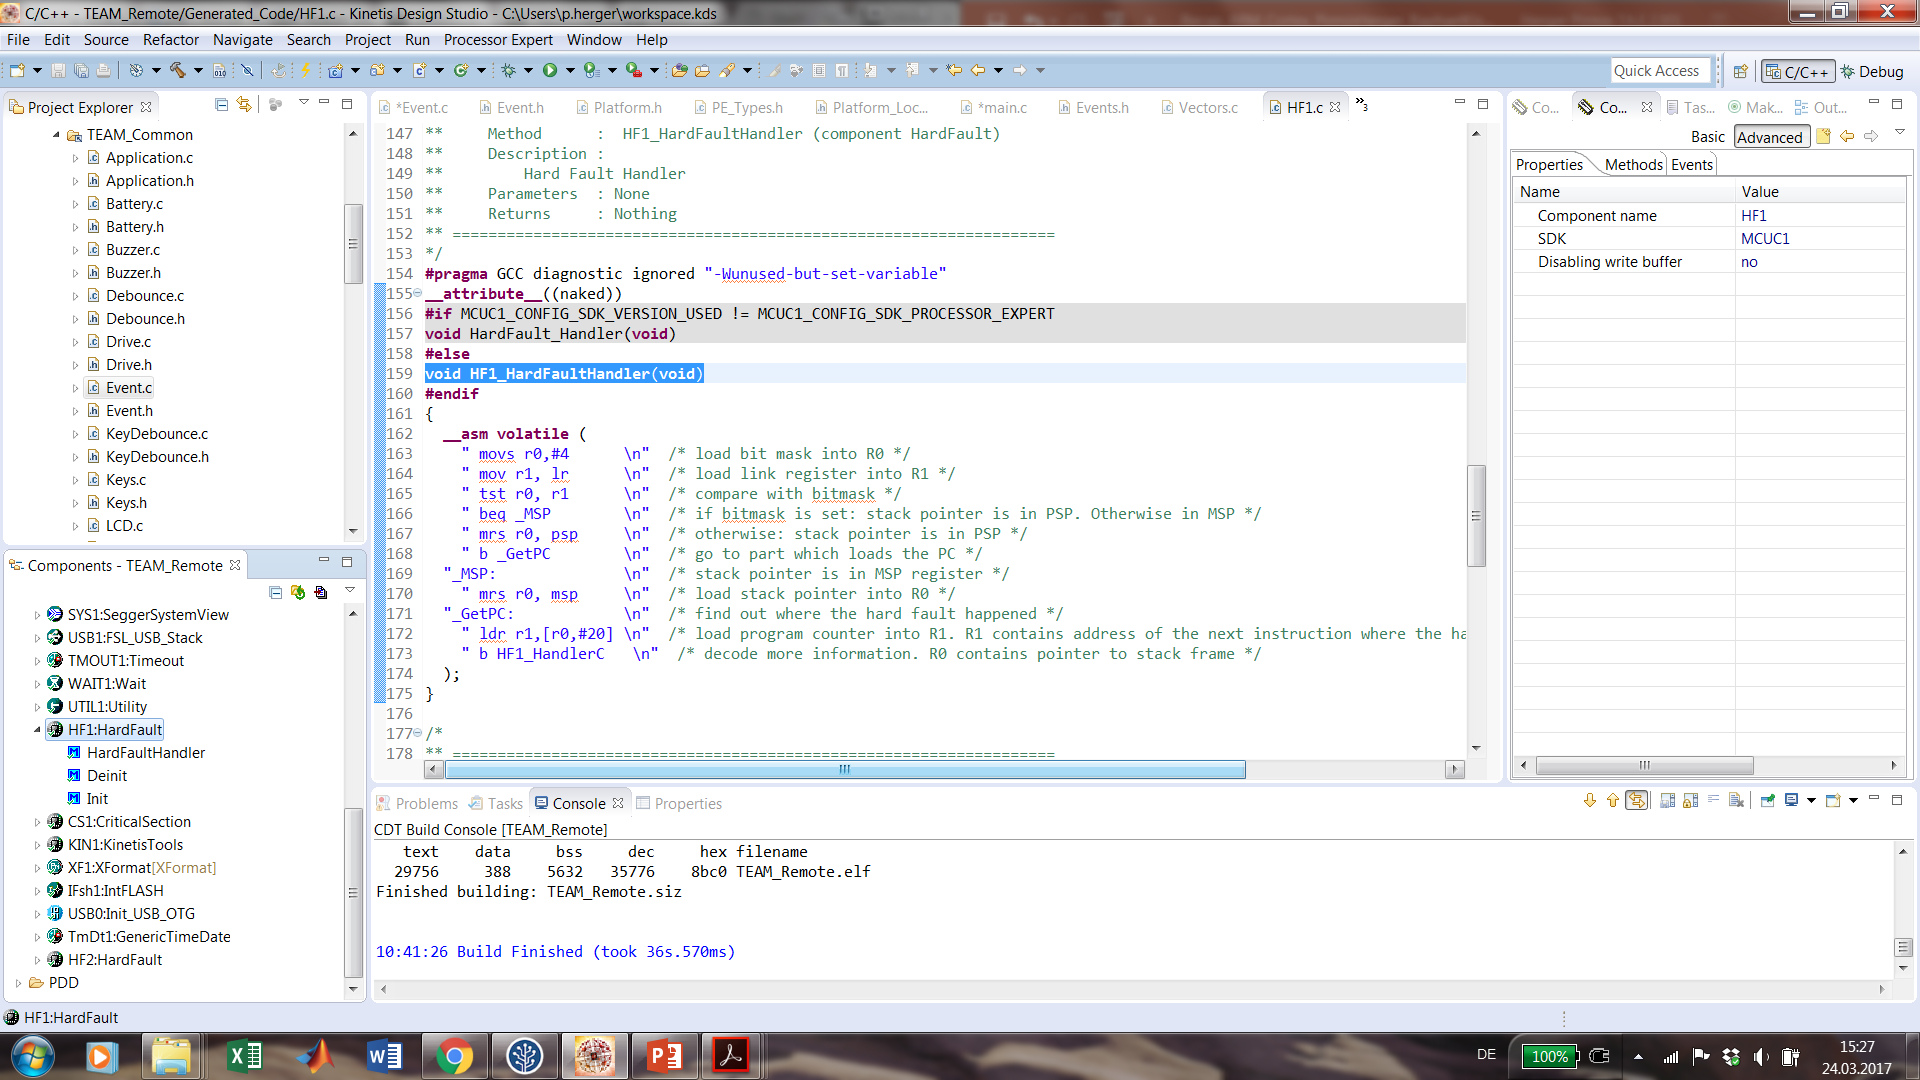 C/C++ - TEAM_Remote/Generated_Code/HF1.c - Kinetis Design Studio - C:\Users\p.herger\workspace.kds
File Edit Source Refactor Navigate Search Project Run Processor Expert Window Help
Quick Access C/C++ Debug
Project Explorer
TEAM_Common
Application.c
Application.h
Battery.c
Battery.h
Buzzer.c
Buzzer.h
Debounce.c
Debounce.h
Drive.c
Drive.h
Event.c
Event.h
KeyDebounce.c
KeyDebounce.h
Keys.c
Keys.h
LCD.c
Components - TEAM_Remote
SYS1:SeggerSystemView
USB1:FSL_USB_Stack
TMOUT1:Timeout
WAIT1:Wait
UTIL1:Utility
HF1:HardFault
HardFaultHandler
Deinit
Init
CS1:CriticalSection
KIN1:KinetisTools
XF1:XFormat[XFormat]
IFsh1:IntFLASH
USB0:Init_USB_OTG
TmDt1:GenericTimeDate
HF2:HardFault
PDD
*Event.c Event.h Platform.h PE_Types.h Platform_Loc... *main.c Events.h Vectors.c HF1.c »3
147 ** Method : HF1_HardFaultHandler (component HardFault)
148 ** Description :
149 ** Hard Fault Handler
150 ** Parameters : None
151 ** Returns : Nothing
152 ** ===================================================================
153 */
154 #pragma GCC diagnostic ignored "-Wunused-but-set-variable"
155 __attribute__((naked))
156 #if MCUC1_CONFIG_SDK_VERSION_USED != MCUC1_CONFIG_SDK_PROCESSOR_EXPERT
157 void HardFault_Handler(void)
158 #else
159 void HF1_HardFaultHandler(void)
160 #endif
161 {
162 __asm volatile (
163 " movs r0,#4 \n" /* load bit mask into R0 */
164 " mov r1, lr \n" /* load link register into R1 */
165 " tst r0, r1 \n" /* compare with bitmask */
166 " beq _MSP \n" /* if bitmask is set: stack pointer is in PSP. Otherwise in MSP */
167 " mrs r0, psp \n" /* otherwise: stack pointer is in PSP */
168 " b _GetPC \n" /* go to part which loads the PC */
169 "_MSP: \n" /* stack pointer is in MSP register */
170 " mrs r0, msp \n" /* load stack pointer into R0 */
171 "_GetPC: \n" /* find out where the hard fault happened */
172 " ldr r1,[r0,#20] \n" /* load program counter into R1. R1 contains address of the next instruction where the ha
173 " b HF1_HandlerC \n" /* decode more information. R0 contains pointer to stack frame */
174 );
175 }
176
177 /*
178 ** ===================================================================
Problems Tasks Console Properties
CDT Build Console [TEAM_Remote]
text data bss dec hex filename
29756 388 5632 35776 8bc0 TEAM_Remote.elf
Finished building: TEAM_Remote.siz
10:41:26 Build Finished (took 36s.570ms)
Co... Co... Tas... Mak... Out...
Basic Advanced
Properties Methods Events
Name Value
Component name HF1
SDK MCUC1
Disabling write buffer no
HF1:HardFault
DE 100% 15:27
24.03.2017